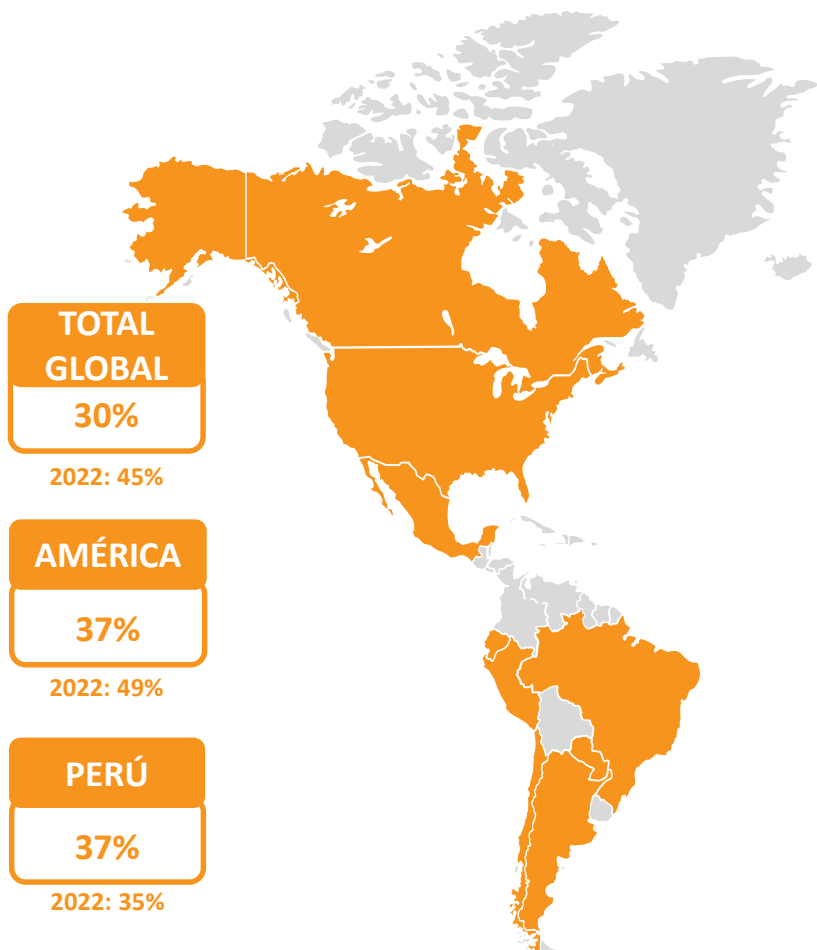 TOTAL
GLOBAL
30%
2022: 45%
AMÉRICA
37%
2022: 49%
PERÚ
37%
2022: 35%